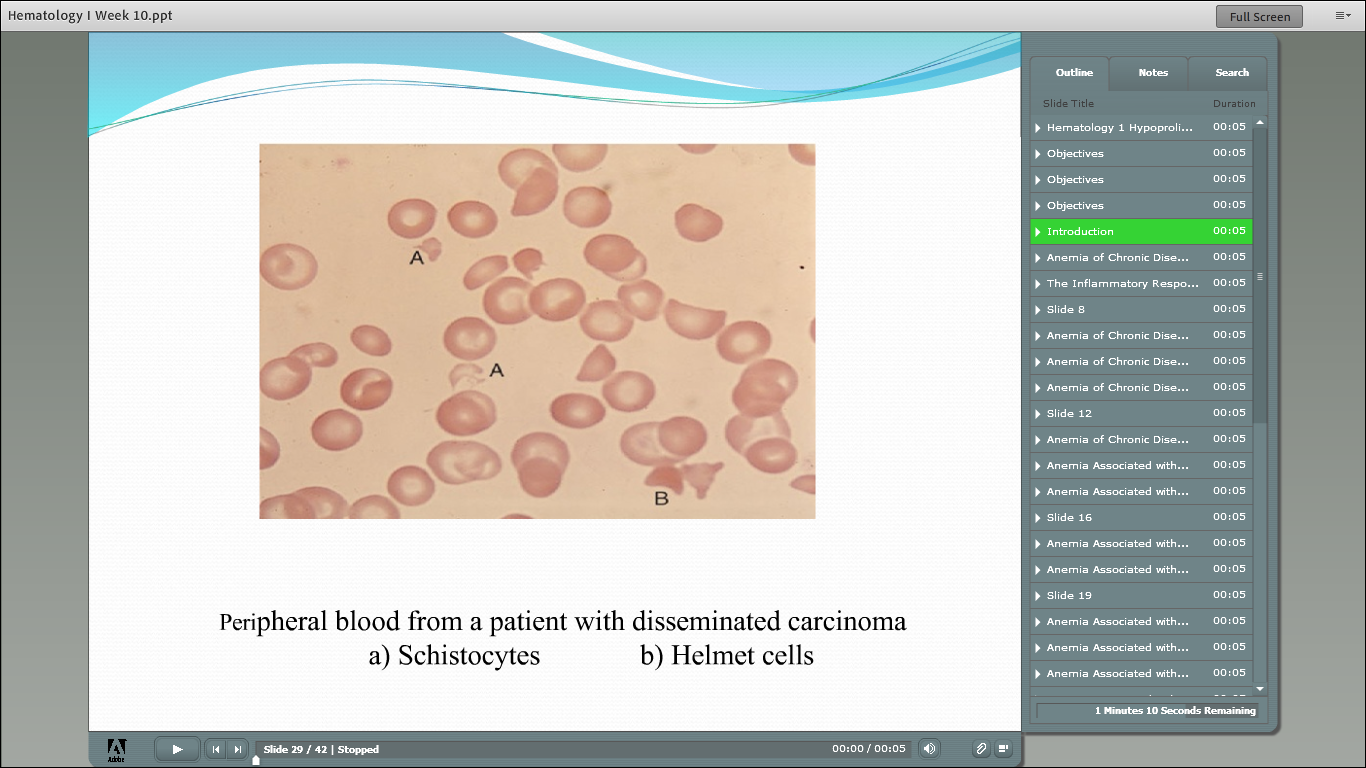 Hematology I Week 10.ppt
Full Screen
A
A
B
Peripheral blood from a patient with disseminated carcinoma
a) Schistocytes b) Helmet cells
Outline Notes Search
Slide Title Duration
Hematology 1 Hypoproli... 00:05
Objectives 00:05
Objectives 00:05
Objectives 00:05
Introduction 00:05
Anemia of Chronic Dise... 00:05
The Inflammatory Respo... 00:05
Slide 8 00:05
Anemia of Chronic Dise... 00:05
Anemia of Chronic Dise... 00:05
Anemia of Chronic Dise... 00:05
Slide 12 00:05
Anemia of Chronic Dise... 00:05
Anemia Associated with... 00:05
Anemia Associated with... 00:05
Slide 16 00:05
Anemia Associated with... 00:05
Anemia Associated with... 00:05
Slide 19 00:05
Anemia Associated with... 00:05
Anemia Associated with... 00:05
Anemia Associated with... 00:05
1 Minutes 10 Seconds Remaining
Adobe
Slide 29 / 42 | Stopped
00:00 / 00:05